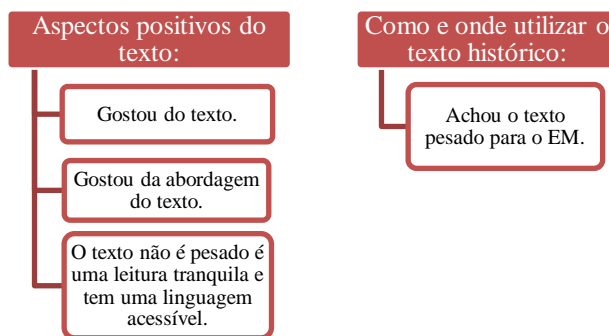 Aspectos positivos do
texto:
Gostou do texto.
Gostou da abordagem
do texto.
O texto não é pesado é
uma leitura tranquila e
tem uma linguagem
acessível.
Como e onde utilizar o
texto histórico:
Achou o texto
pesado para o EM.